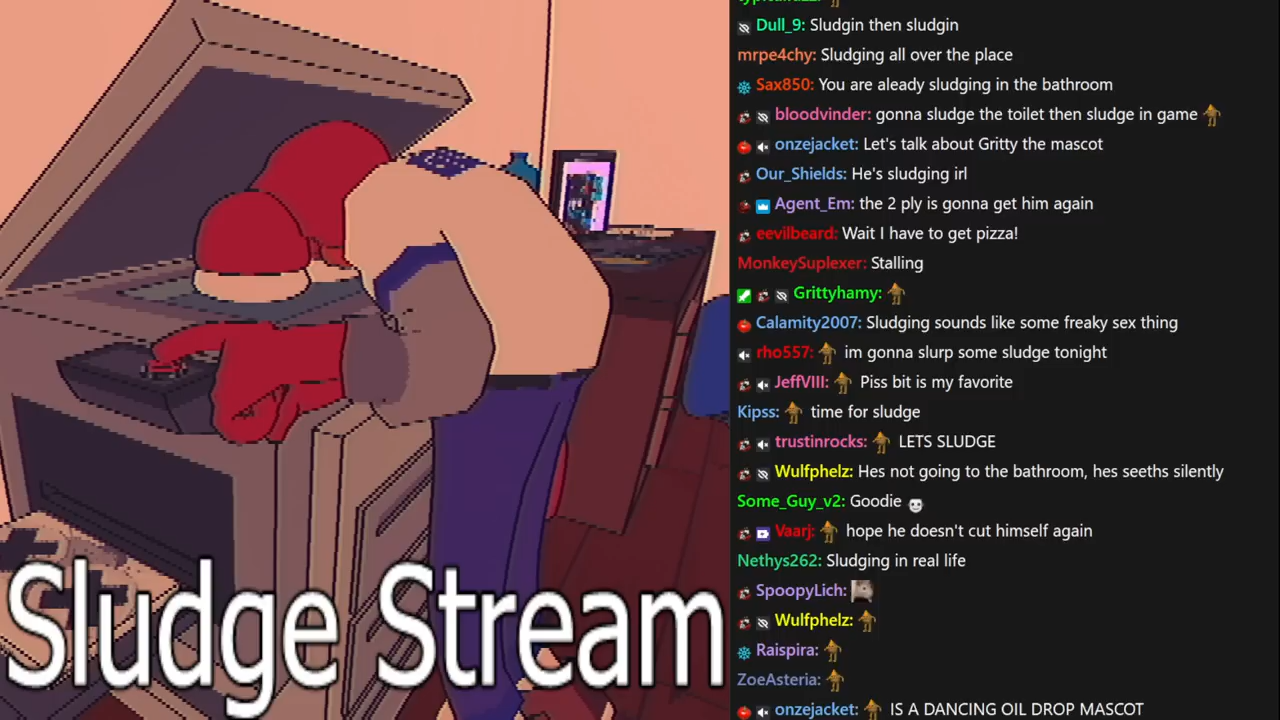 Dull_9: Sludgin then sludgin
mrpe4chy: Sludging all over the place
Sax850: You are aleady sludging in the bathroom
bloodvinder: gonna sludge the toilet then sludge in game
onzejacket: Let's talk about Gritty the mascot
Our_Shields: He's sludging irl
Agent_Em: the 2 ply is gonna get him again
eevilbeard: Wait I have to get pizza!
MonkeySuplexer: Stalling
Grittyhamy:
Calamity2007: Sludging sounds like some freaky sex thing
rho557: im gonna slurp some sludge tonight
JeffVIII: Piss bit is my favorite
Kipss: time for sludge
trustinrocks: LETS SLUDGE
Wulfphelz: Hes not going to the bathroom, hes seeths silently
Some_Guy_v2: Goodie
Vaarj: hope he doesn't cut himself again
Nethys262: Sludging in real life
SpoopyLich:
Wulfphelz:
Raispira:
ZoeAsteria:
onzejacket: IS A DANCING OIL DROP MASCOT
Sludge Stream